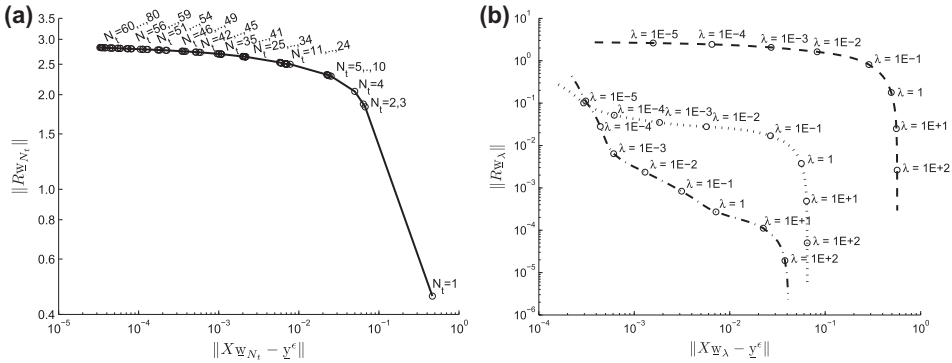 (a)
3.5
3.0
2.5
2.0
1.5
1.0
0.8
0.6
0.4
‖Rw_{N_t}‖
N_t=60,..,80
N_t=56,...,59
N_t=51,...,54
N_t=46,...,49
N_t=42,...,45
N_t=35,...,41
N_t=25,...,34
N_t=11,...,24
N_t=5,..,10
N_t=4
N_t=2,3
N_t=1
10^{-5} 10^{-4} 10^{-3} 10^{-2} 10^{-1} 10^{0}
‖Xw_{N_t} − y^ϵ‖
(b)
10^{1}
10^{0}
10^{-1}
10^{-2}
10^{-3}
10^{-4}
10^{-5}
10^{-6}
‖Rw_λ‖
λ = 1E-5
λ = 1E-4
λ = 1E-3
λ = 1E-2
λ = 1E-1
λ = 1
λ = 1E+1
λ = 1E+2
λ = 1E-5
λ = 1E-4
λ = 1E-3
λ = 1E-2
λ = 1E-1
λ = 1
λ = 1E+1
λ = 1E+2
λ = 1E-4
λ = 1E-3
λ = 1E-2
λ = 1E-1
λ = 1
λ = 1E+1
λ = 1E+2
10^{-4} 10^{-3} 10^{-2} 10^{-1} 10^{0}
‖Xw_λ − y^ϵ‖